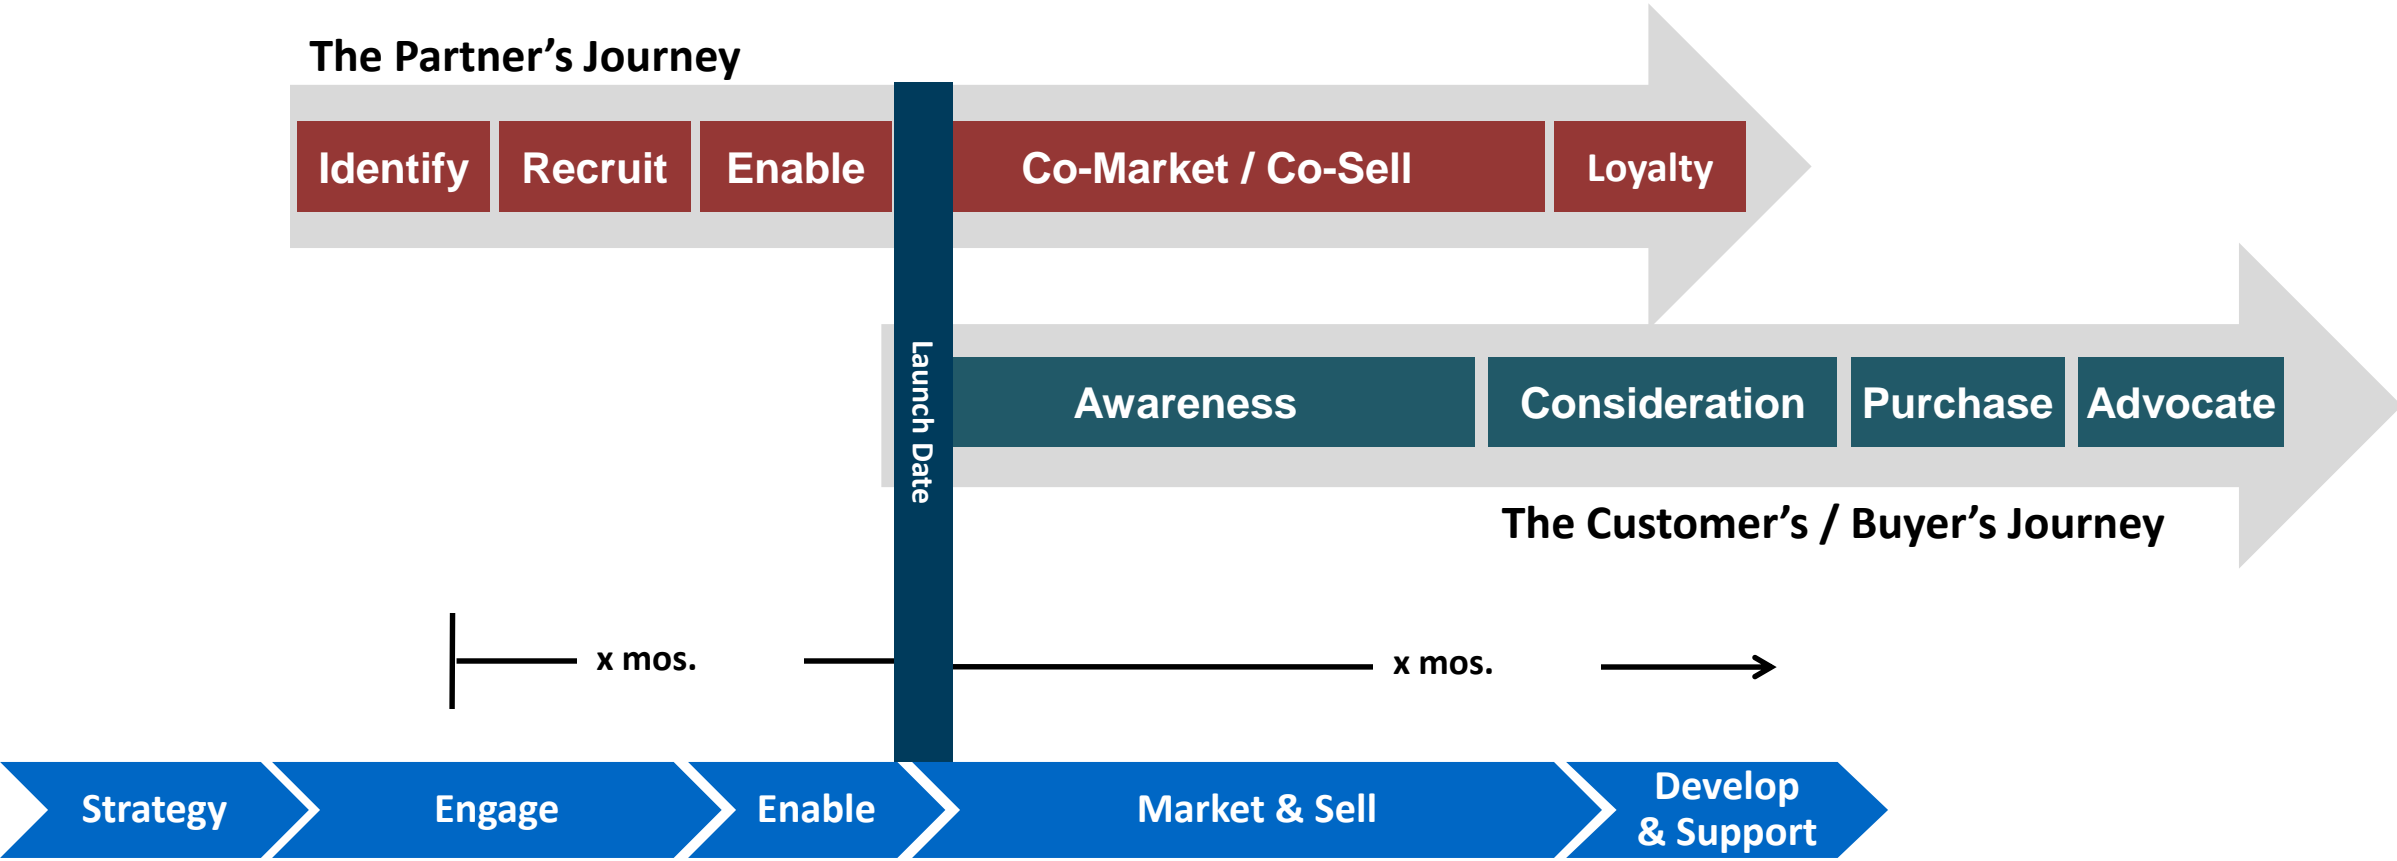 The Partner’s Journey
Identify
Recruit
Enable
Co-Market / Co-Sell
Loyalty
Launch Date
Awareness
Consideration
Purchase
Advocate
The Customer’s / Buyer’s Journey
x mos.
x mos.
Strategy
Engage
Enable
Market & Sell
Develop
& Support